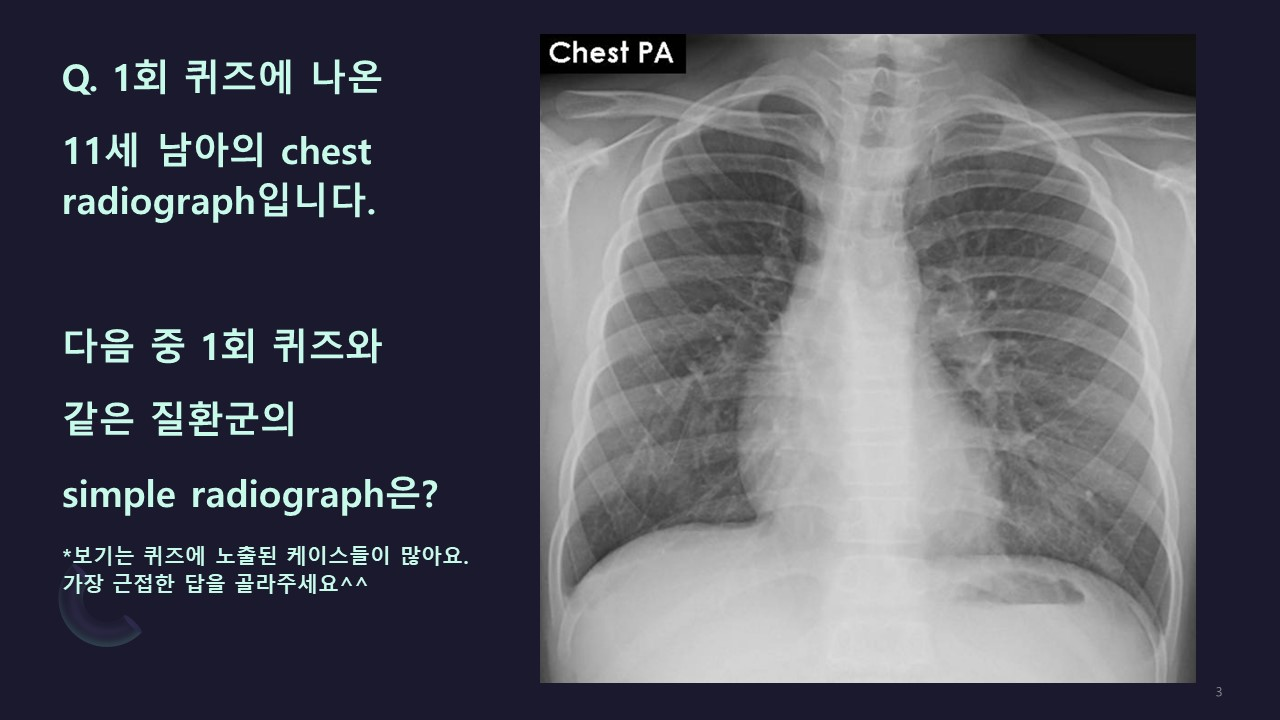 Q. 1회 퀴즈에 나온
11세 남아의 chest
radiograph입니다.
다음 중 1회 퀴즈와
같은 질환군의
simple radiograph은?
*보기는 퀴즈에 노출된 케이스들이 많아요.
가장 근접한 답을 골라주세요^^
Chest PA
3